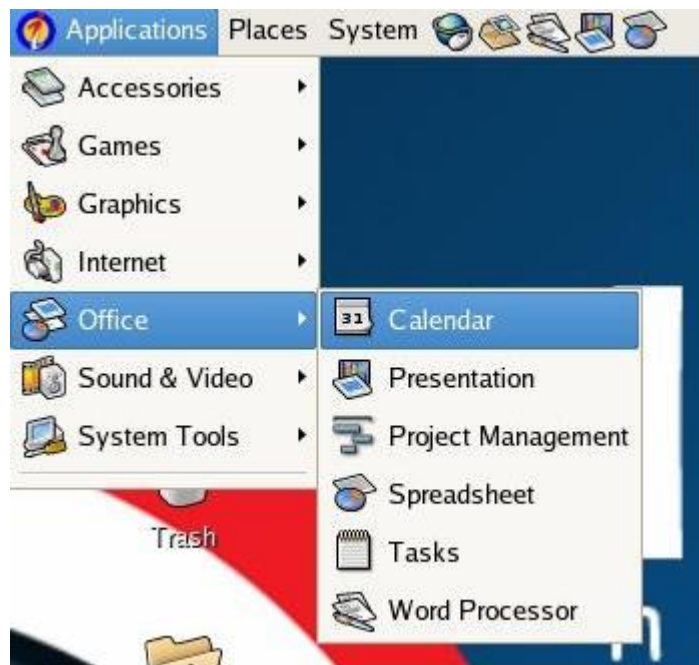 Applications Places System
Accessories
Games
Graphics
Internet
Office
Sound & Video
System Tools
31 Calendar
Presentation
Project Management
Spreadsheet
Tasks
Word Processor
Trash
n